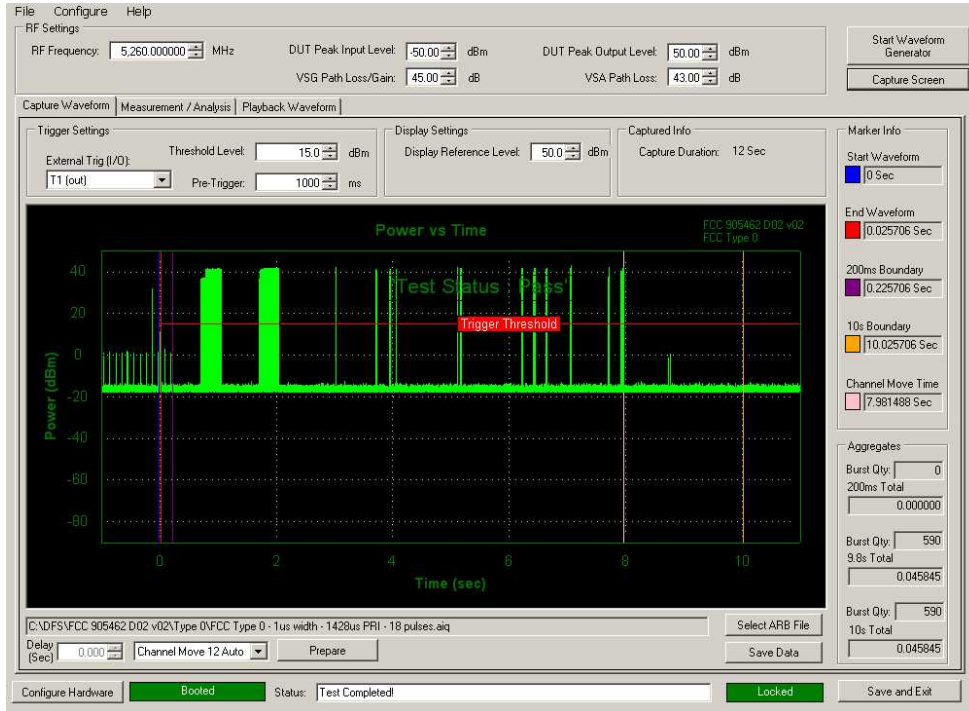 File Configure Help
RF Settings
RF Frequency: 5,260.000000 MHz
DUT Peak Input Level: -50.00 dBm
DUT Peak Output Level: 50.00 dBm
VSG Path Loss/Gain: 45.00 dB
VSA Path Loss: 43.00 dB
Start Waveform Generator
Capture Screen
Capture Waveform Measurement / Analysis Playback Waveform
Trigger Settings
External Trig (I/O):
T1 (out)
Threshold Level: 15.0 dBm
Pre-Trigger: 1000 ms
Display Settings
Display Reference Level: 50.0 dBm
Captured Info
Capture Duration: 12 Sec
Marker Info
Start Waveform
0 Sec
End Waveform
0.025706 Sec
200ms Boundary
0.225706 Sec
10s Boundary
10.025706 Sec
Channel Move Time
7.981488 Sec
Power vs Time
FCC 905462 D02 v02
FCC Type 0
'Test Status : Pass'
Trigger Threshold
Power (dBm)
40
20
0
-20
-40
-60
-80
0 2 4 6 8 10
Time (sec)
Aggregates
Burst Qty: 0
200ms Total
0.000000
Burst Qty: 590
9.8s Total
0.045845
Burst Qty: 590
10s Total
0.045845
C:\DFS\FCC 905462 D02 v02\Type 0\FCC Type 0 - 1us width - 1428us PRI - 18 pulses.aiq
Select ARB File
Delay (Sec) 0.000
Channel Move 12 Auto
Prepare
Save Data
Configure Hardware
Booted
Status: Test Completed!
Locked
Save and Exit